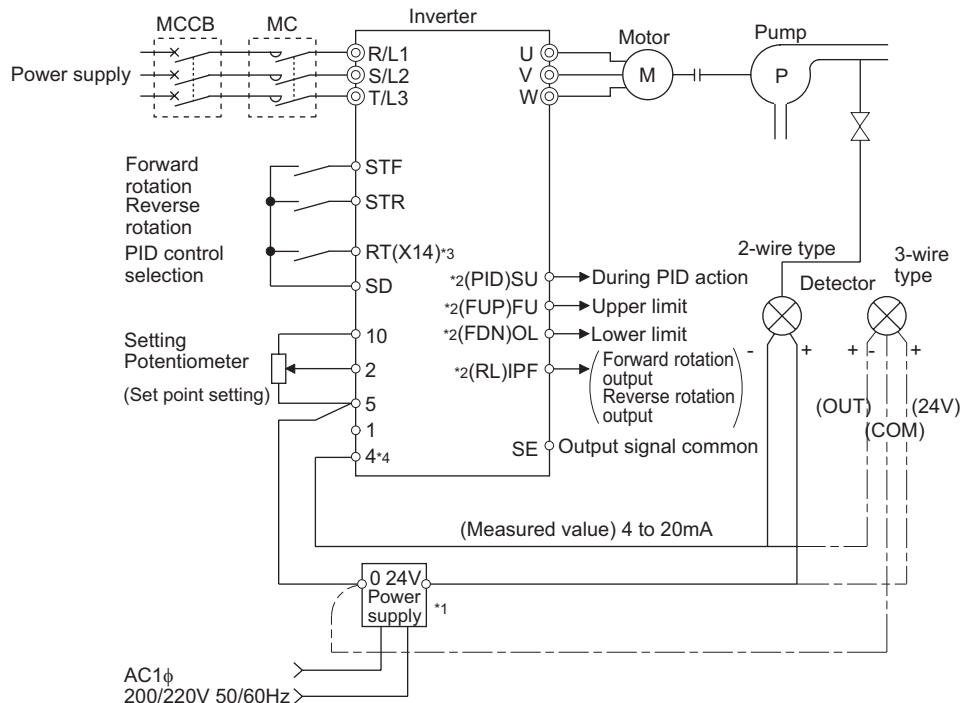 Inverter
MCCB
MC
Power supply
R/L1
S/L2
T/L3
U
V
W
Motor
M
Pump
P
Forward
rotation
Reverse
rotation
PID control
selection
STF
STR
RT(X14)*3
SD
Setting
Potentiometer
(Set point setting)
10
2
5
1
4*4
*2(PID)SU
During PID action
*2(FUP)FU
Upper limit
*2(FDN)OL
Lower limit
*2(RL)IPF
Forward rotation
output
Reverse rotation
output
SE
Output signal common
2-wire type
3-wire
type
Detector
- +
+ - +
(OUT)
(24V)
(COM)
(Measured value) 4 to 20mA
0 24V
Power
supply
*1
AC1ϕ
200/220V 50/60Hz